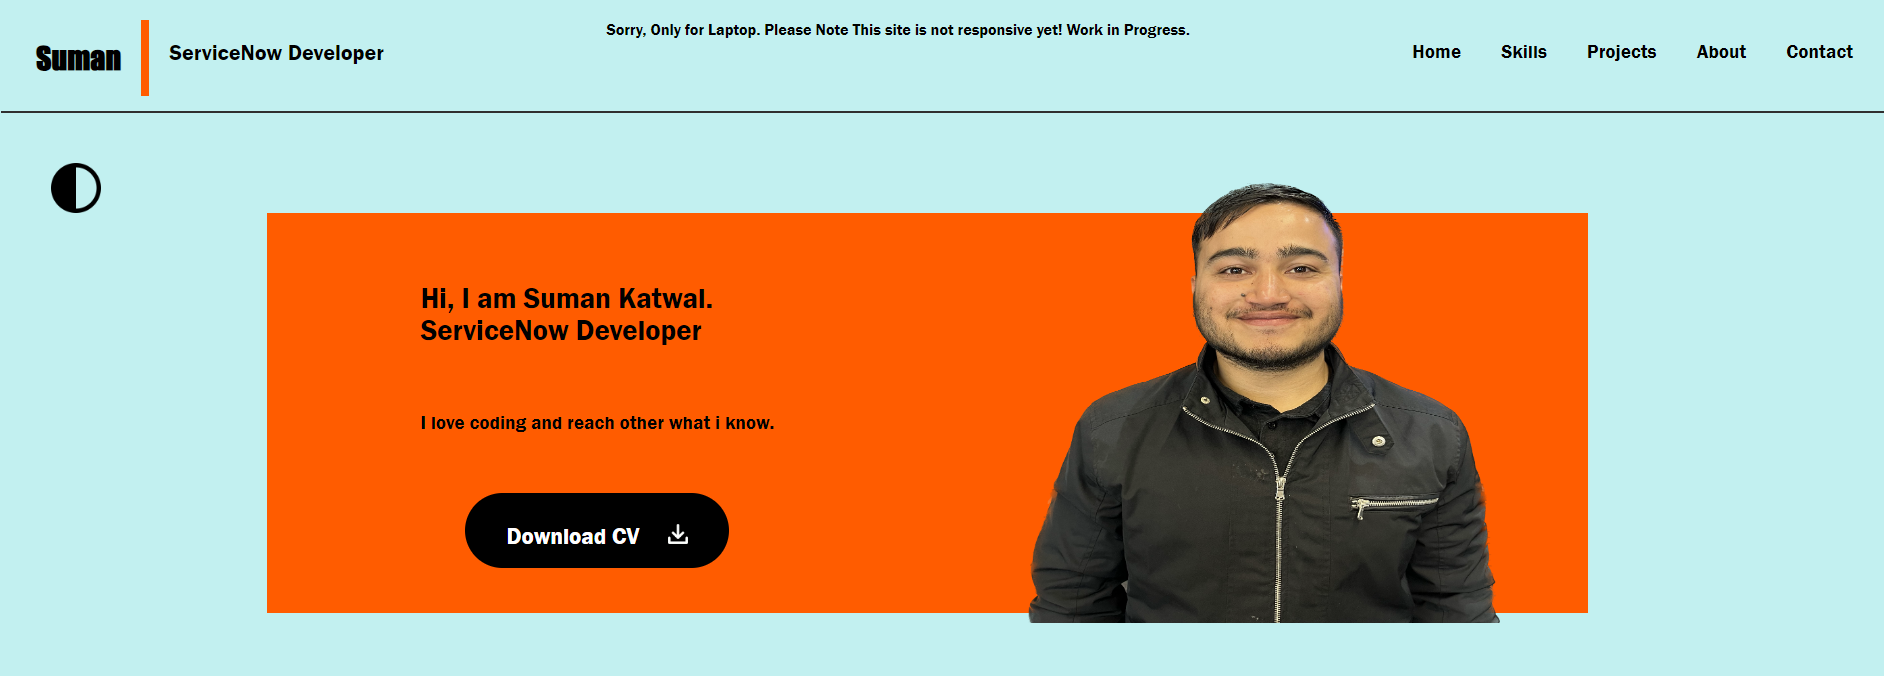 Suman
ServiceNow Developer
Sorry, Only for Laptop. Please Note This site is not responsive yet! Work in Progress.
Home
Skills
Projects
About
Contact
Hi, I am Suman Katwal.
ServiceNow Developer
I love coding and reach other what i know.
Download CV